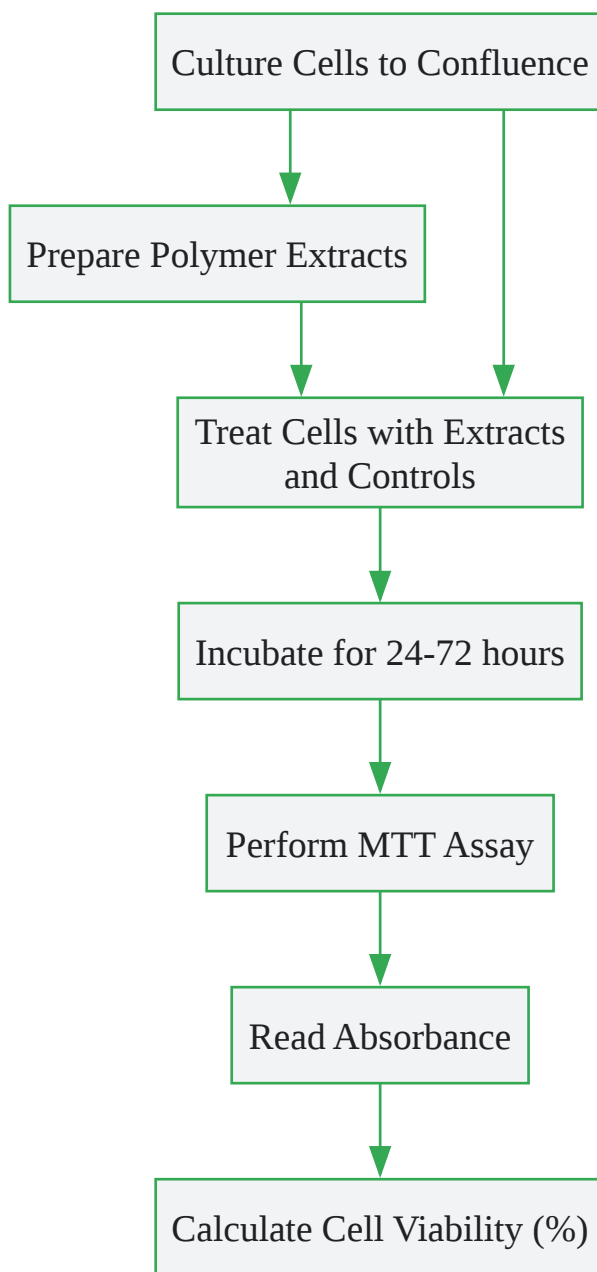 Culture Cells to Confluence
Prepare Polymer Extracts
Treat Cells with Extracts
and Controls
Incubate for 24-72 hours
Perform MTT Assay
Read Absorbance
Calculate Cell Viability (%)